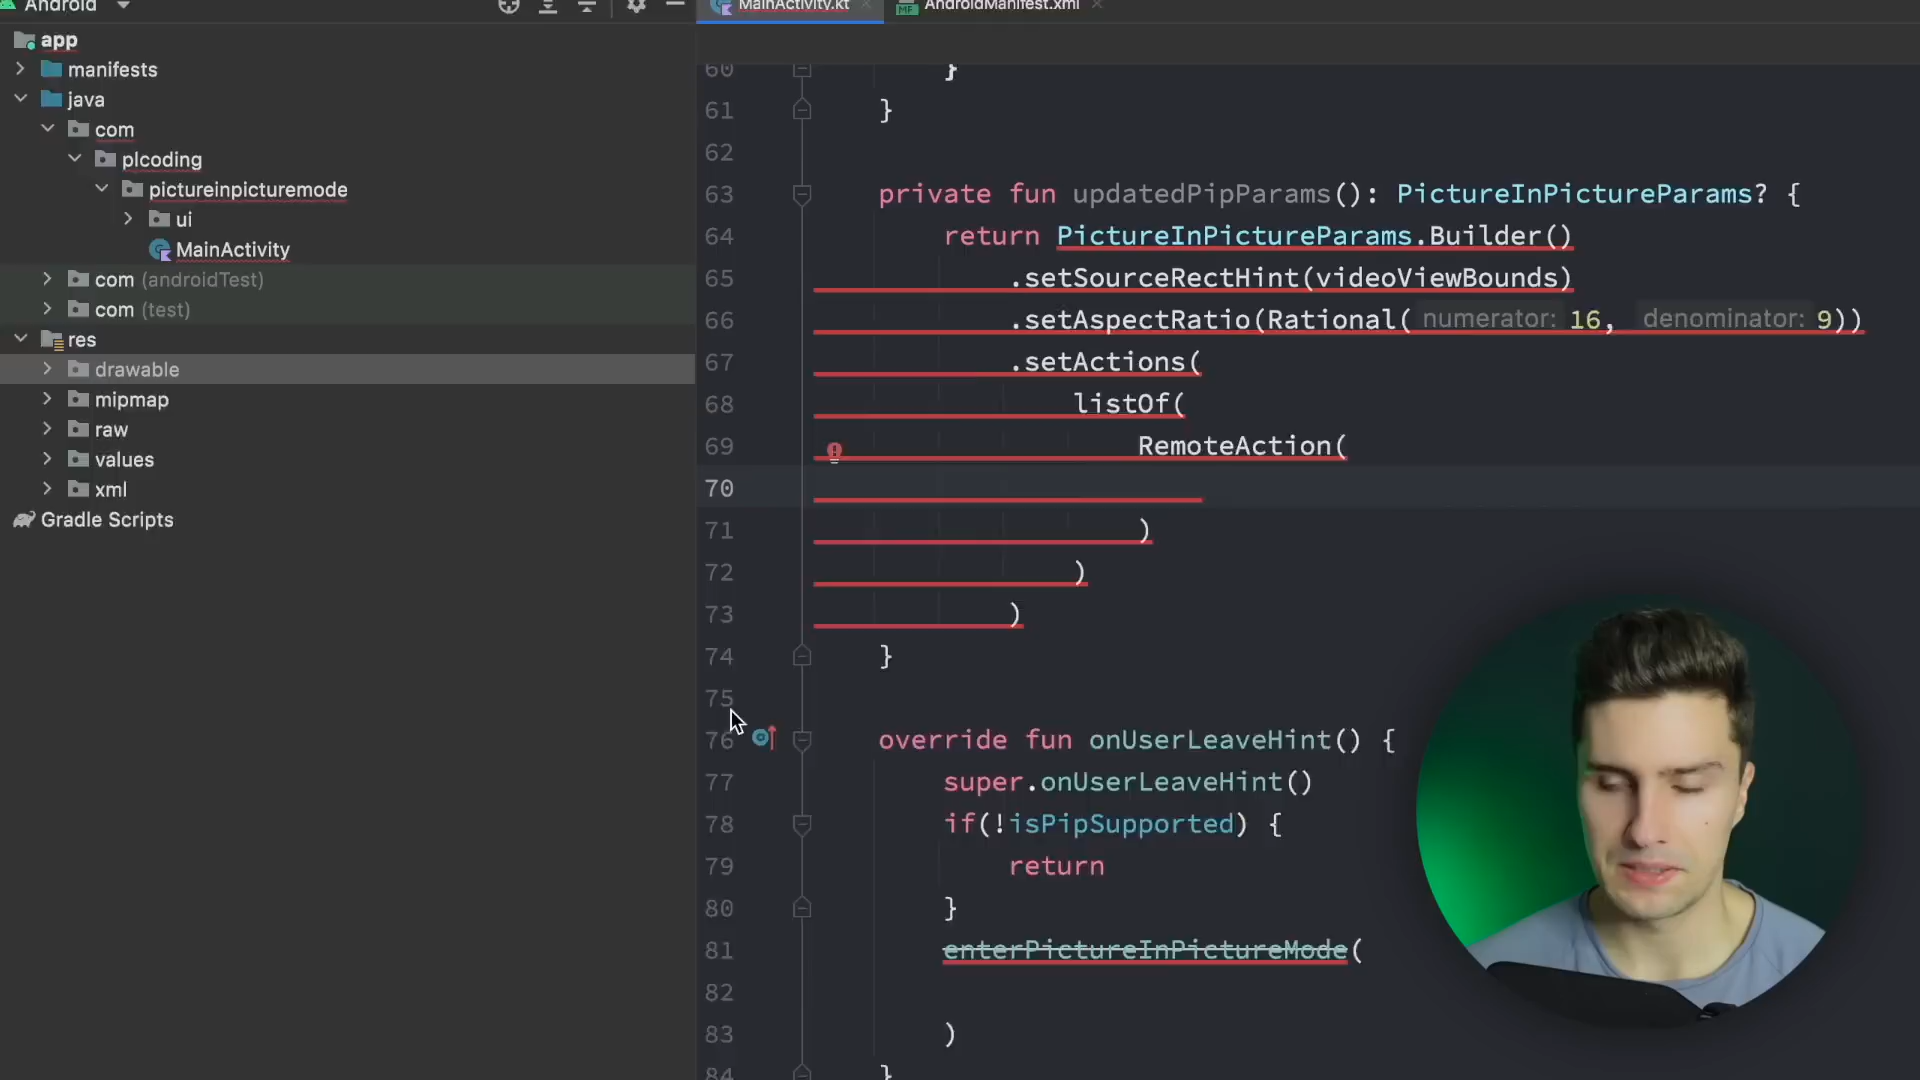 Android
MainActivity.kt
AndroidManifest.xml
app
manifests
java
com
plcoding
pictureinpicturemode
ui
MainActivity
com (androidTest)
com (test)
res
drawable
mipmap
raw
values
xml
Gradle Scripts
60 }
61 }
62
63 private fun updatedPipParams(): PictureInPictureParams? {
64 return PictureInPictureParams.Builder()
65 .setSourceRectHint(videoViewBounds)
66 .setAspectRatio(Rational( numerator: 16, denominator: 9))
67 .setActions(
68 listOf(
69 RemoteAction(
70
71 )
72 )
73 )
74 }
75
76 override fun onUserLeaveHint() {
77 super.onUserLeaveHint()
78 if(!isPipSupported) {
79 return
80 }
81 enterPictureInPictureMode(
82
83 )
84 }